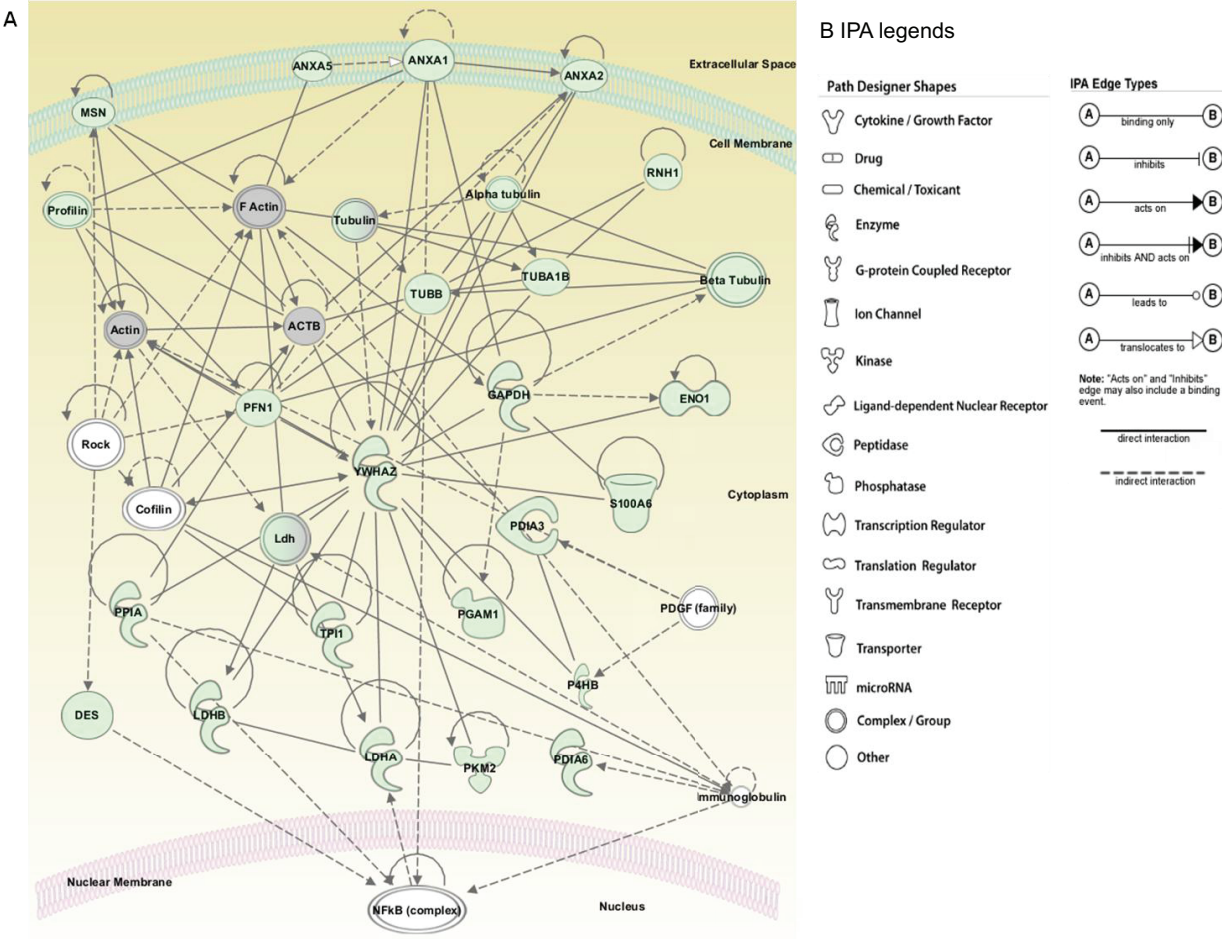 A
B IPA legends
ANXA5
ANXA1
ANXA2
Extracellular Space
MSN
Cell Membrane
RNH1
Profilin
F Actin
Tubulin
Alpha tubulin
TUBA1B
Beta Tubulin
TUBB
Actin
ACTB
PFN1
GAPDH
ENO1
Rock
YWHAZ
Cytoplasm
Cofilin
S100A6
Ldh
PDIA3
PPIA
TPI1
PGAM1
PDGF (family)
P4HB
DES
LDHB
LDHA
PKM2
PDIA6
Immunoglobulin
Nuclear Membrane
NFkB (complex)
Nucleus
Path Designer Shapes
Cytokine / Growth Factor
Drug
Chemical / Toxicant
Enzyme
G-protein Coupled Receptor
Ion Channel
Kinase
Ligand-dependent Nuclear Receptor
Peptidase
Phosphatase
Transcription Regulator
Translation Regulator
Transmembrane Receptor
Transporter
microRNA
Complex / Group
Other
IPA Edge Types
A binding only B
A inhibits B
A acts on B
A inhibits AND acts on B
A leads to B
A translocates to B
Note: "Acts on" and "Inhibits"
edge may also include a binding
event.
direct interaction
indirect interaction